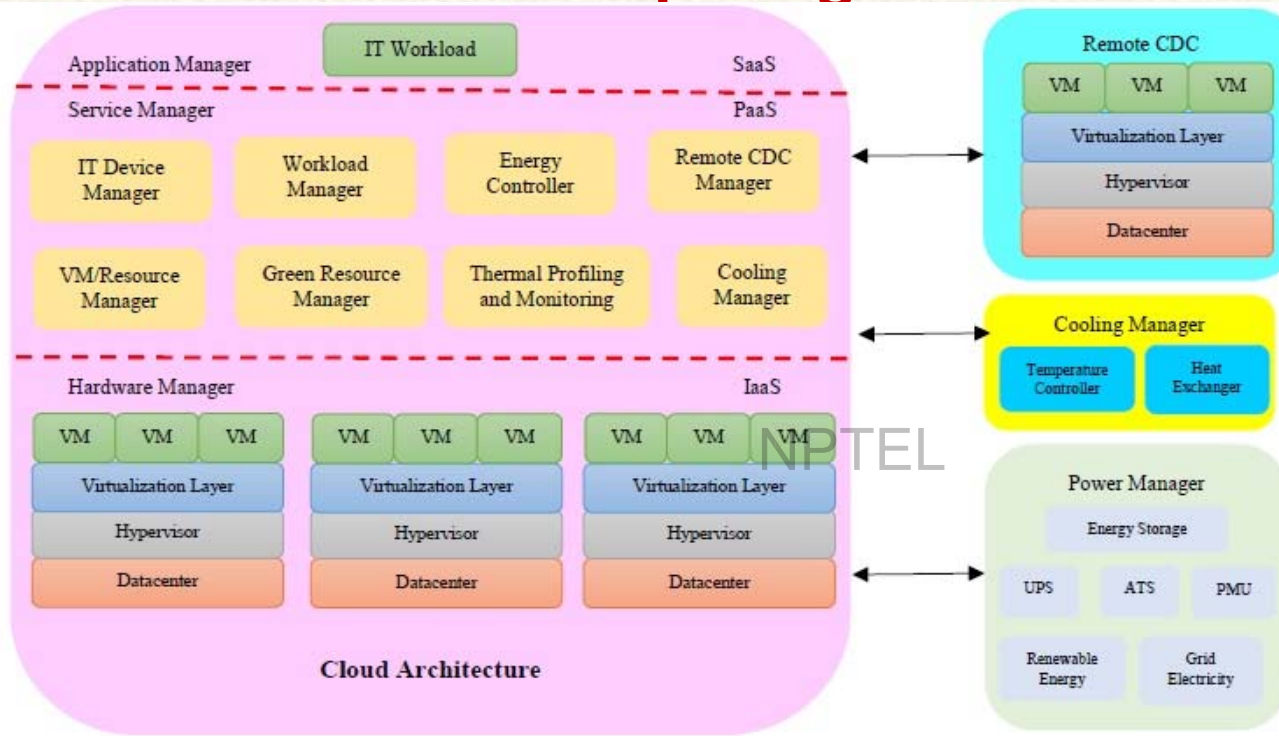 IT Workload
Application Manager
SaaS
Service Manager
PaaS
IT Device
Manager
Workload
Manager
Energy
Controller
Remote CDC
Manager
VM/Resource
Manager
Green Resource
Manager
Thermal Profiling
and Monitoring
Cooling
Manager
Hardware Manager
IaaS
VM VM VM
Virtualization Layer
Hypervisor
Datacenter
VM VM VM
Virtualization Layer
Hypervisor
Datacenter
VM VM VM
Virtualization Layer
Hypervisor
Datacenter
NPTEL
Cloud Architecture
Remote CDC
VM VM VM
Virtualization Layer
Hypervisor
Datacenter
Cooling Manager
Temperature
Controller
Heat
Exchanger
Power Manager
Energy Storage
UPS
ATS
PMU
Renewable
Energy
Grid
Electricity